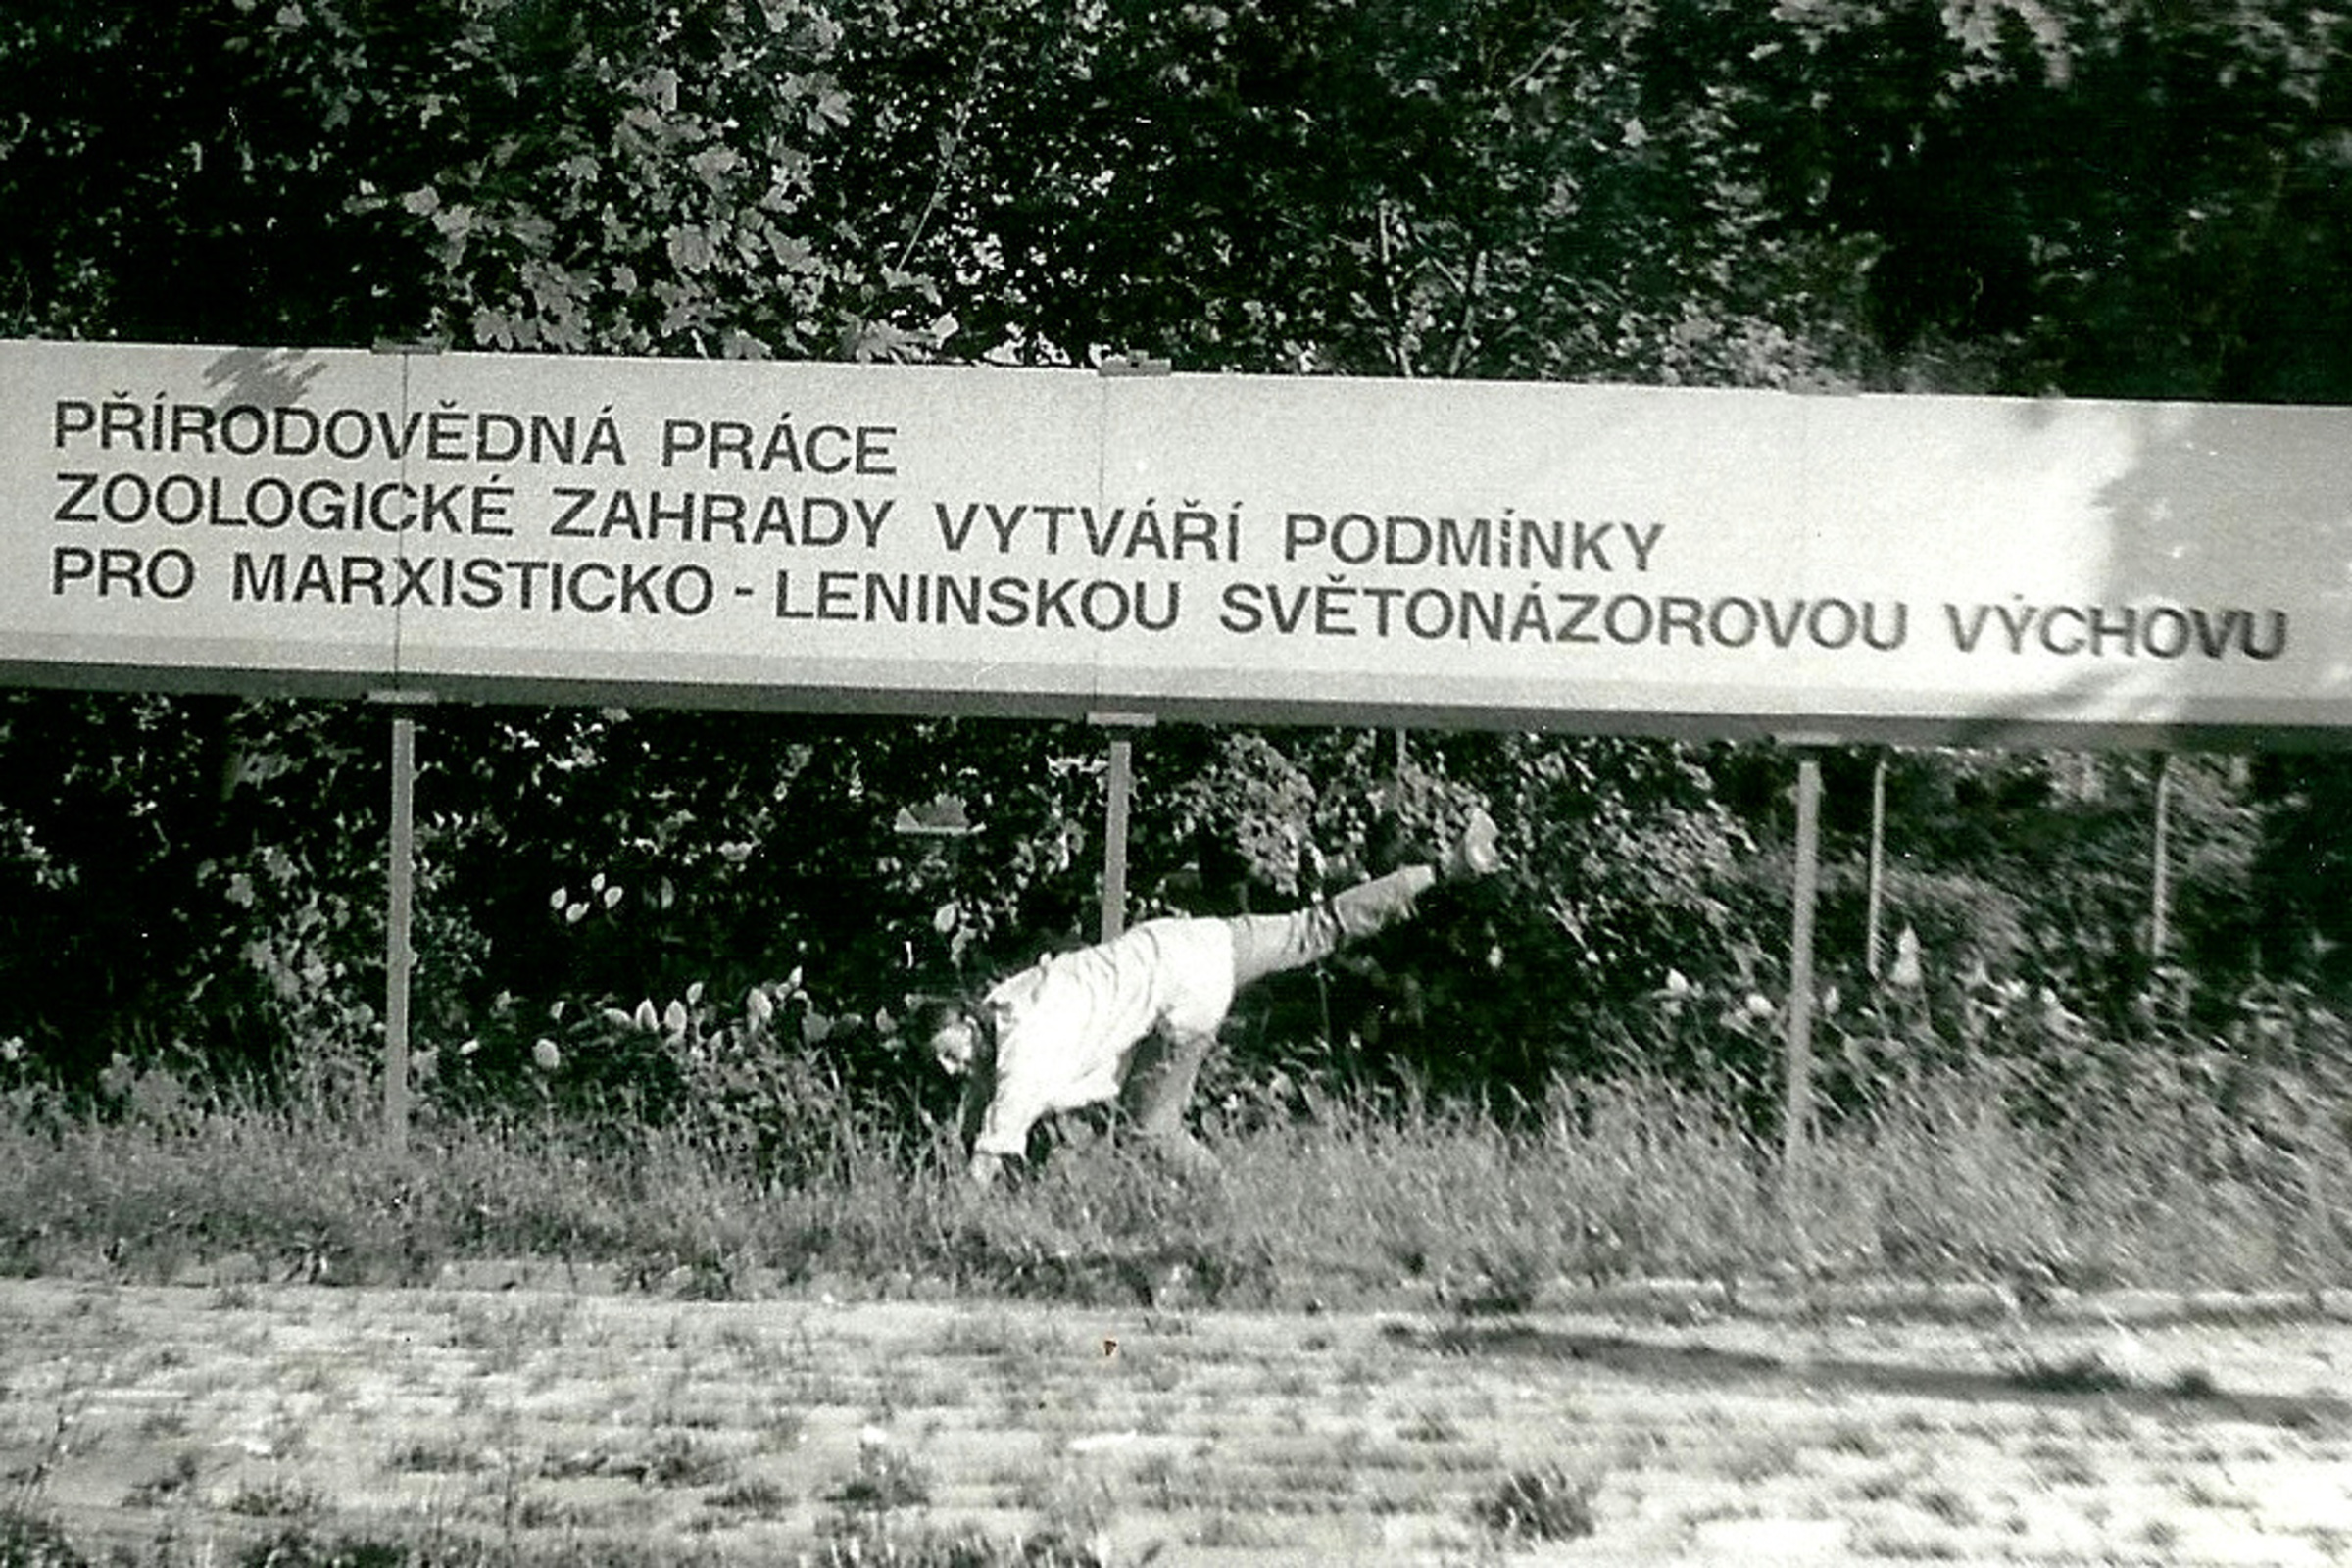 PŘÍRODOVĚDNÁ PRÁCE
ZOOLOGICKÉ ZAHRADY VYTVÁŘÍ PODMÍNKY
PRO MARXISTICKO - LENINSKOU SVĚTONÁZOROVOU VÝCHOVU